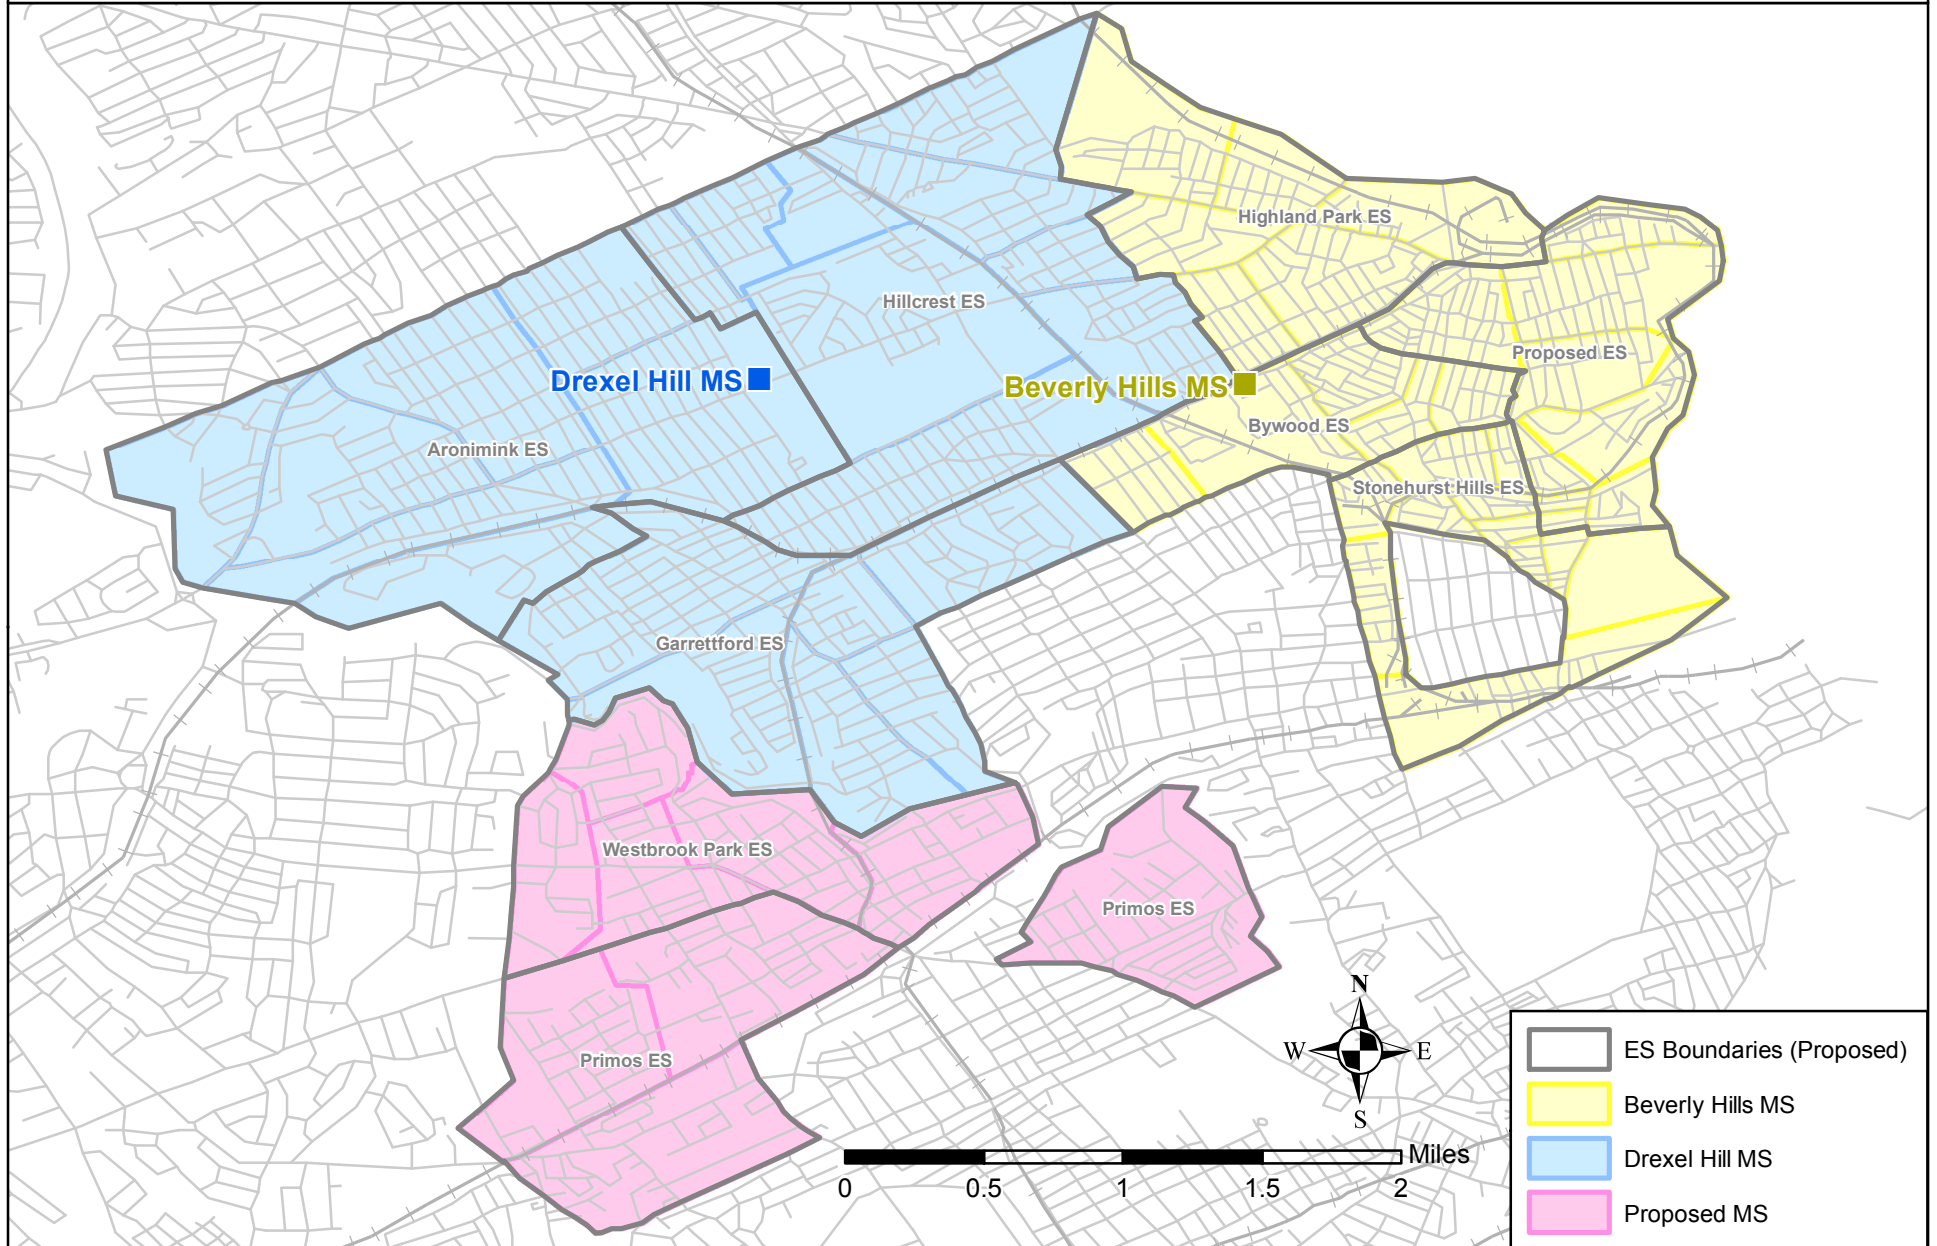 Highland Park ES
Hillcrest ES
Proposed ES
Drexel Hill MS
Beverly Hills MS
Bywood ES
Aronimink ES
Stonehurst Hills ES
Garrettford ES
Westbrook Park ES
Primos ES
Primos ES
N
W E
S
Miles
0 0.5 1 1.5 2
ES Boundaries (Proposed)
Beverly Hills MS
Drexel Hill MS
Proposed MS